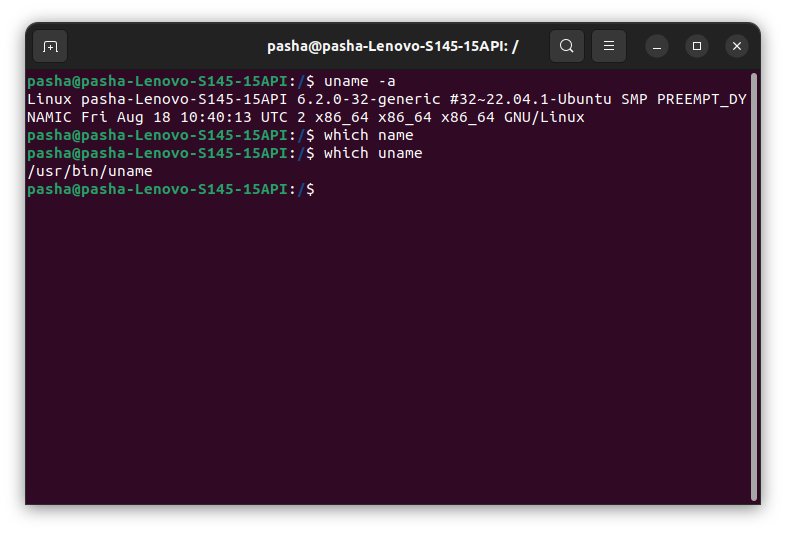 pasha@pasha-Lenovo-S145-15API: /
pasha@pasha-Lenovo-S145-15API:/$ uname -a
Linux pasha-Lenovo-S145-15API 6.2.0-32-generic #32~22.04.1-Ubuntu SMP PREEMPT_DY
NAMIC Fri Aug 18 10:40:13 UTC 2 x86_64 x86_64 x86_64 GNU/Linux
pasha@pasha-Lenovo-S145-15API:/$ which name
pasha@pasha-Lenovo-S145-15API:/$ which uname
/usr/bin/uname
pasha@pasha-Lenovo-S145-15API:/$